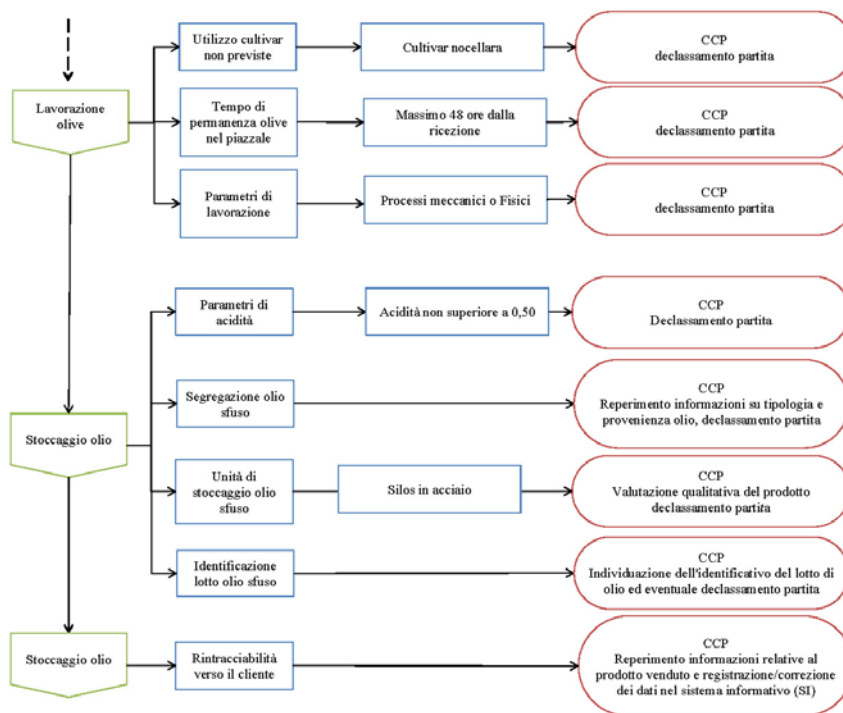 Utilizzo cultivar
non previste
Cultivar nocellara
CCP
declassamento partita
Lavorazione
olive
Tempo di
permanenza olive
nel piazzale
Massimo 48 ore dalla
ricezione
CCP
declassamento partita
Parametri di
lavorazione
Processi meccanici o Fisici
CCP
declassamento partita
Parametri di
acidità
Acidità non superiore a 0,50
CCP
Declassamento partita
Stoccaggio olio
Segregazione olio
sfuso
CCP
Reperimento informazioni su tipologia e
provenienza olio, declassamento partita
Unità di
stoccaggio olio
sfuso
Silos in acciaio
CCP
Valutazione qualitativa del prodotto
declassamento partita
Identificazione
lotto olio sfuso
CCP
Individuazione dell'identificativo del lotto di
olio ed eventuale declassamento partita
Stoccaggio olio
Rintracciabilità
verso il cliente
CCP
Reperimento informazioni relative al
prodotto venduto e registrazione/correzione
dei dati nel sistema informativo (SI)